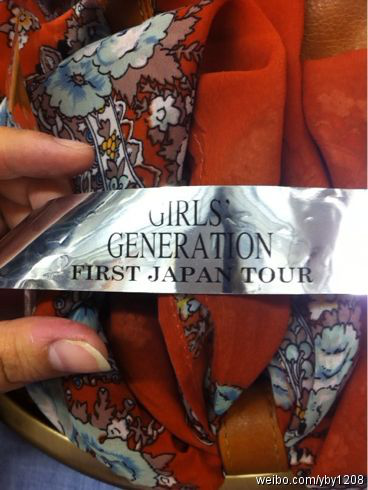 GIRLS'
GENERATION
FIRST JAPAN TOUR
weibo.com/yby1208